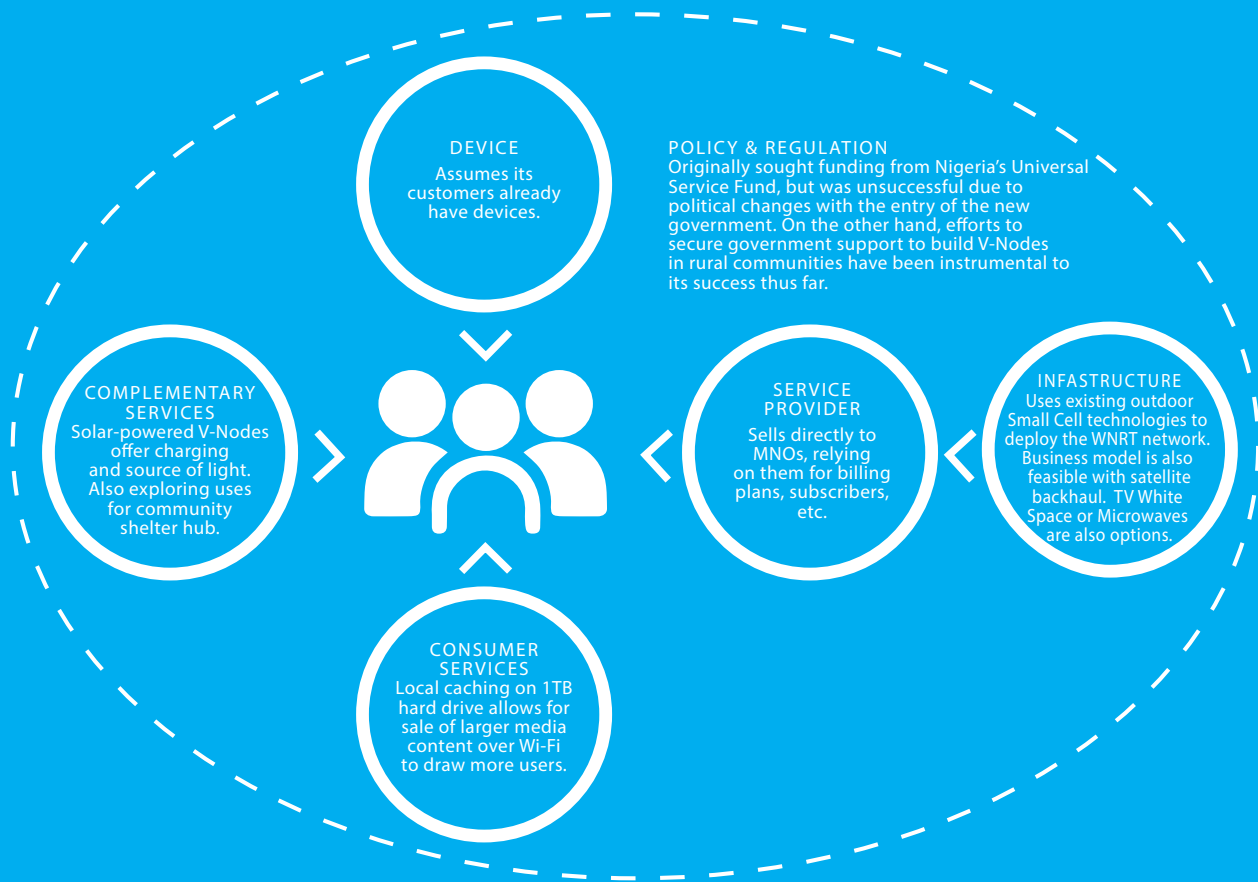 DEVICE
Assumes its
customers already
have devices.
POLICY & REGULATION
Originally sought funding from Nigeria's Universal
Service Fund, but was unsuccessful due to
political changes with the entry of the new
government. On the other hand, efforts to
secure government support to build V-Nodes
in rural communities have been instrumental to
its success thus far.
COMPLEMENTARY
SERVICES
Solar-powered V-Nodes
offer charging
and source of light.
Also exploring uses
for community
shelter hub.
SERVICE
PROVIDER
Sells directly to
MNOs, relying
on them for billing
plans, subscribers,
etc.
INFASTRUCTURE
Uses existing outdoor
Small Cell technologies to
deploy the WNRT network.
Business model is also
feasible with satellite
backhaul. TV White
Space or Microwaves
are also options.
CONSUMER
SERVICES
Local caching on 1TB
hard drive allows for
sale of larger media
content over Wi-Fi
to draw more users.